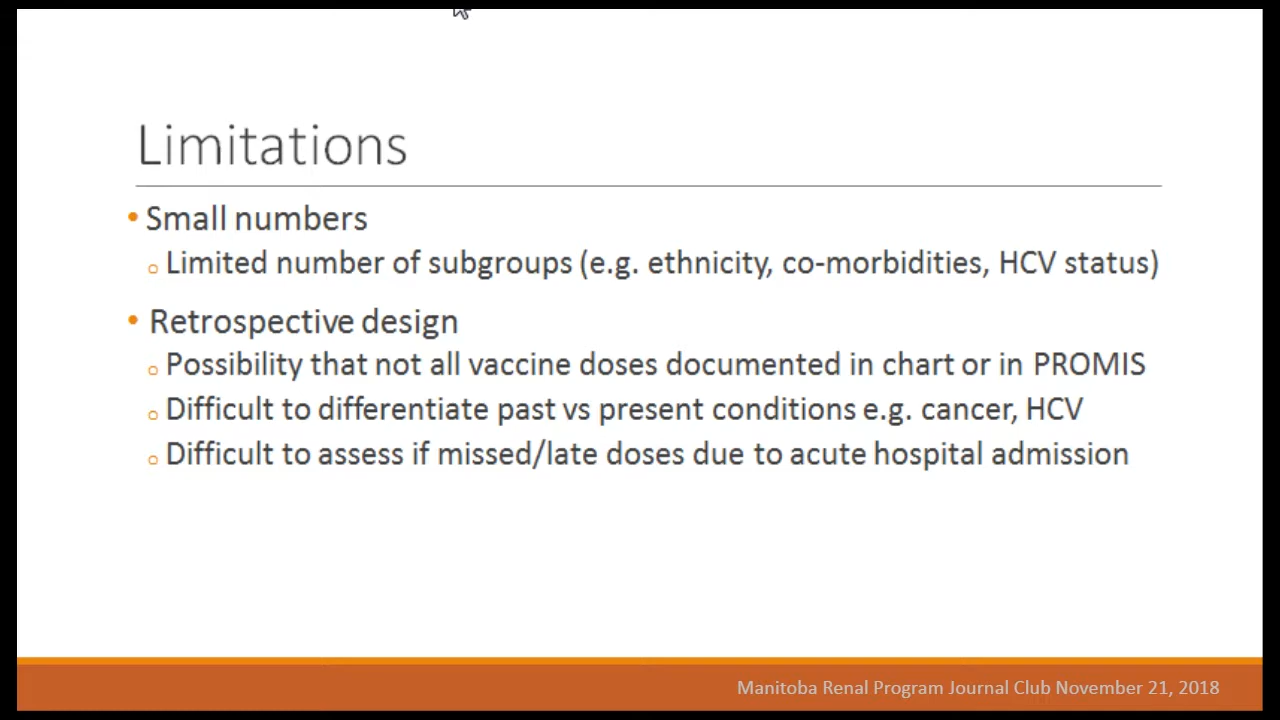 Limitations
• Small numbers
o Limited number of subgroups (e.g. ethnicity, co-morbidities, HCV status)
• Retrospective design
o Possibility that not all vaccine doses documented in chart or in PROMIS
o Difficult to differentiate past vs present conditions e.g. cancer, HCV
o Difficult to assess if missed/late doses due to acute hospital admission
Manitoba Renal Program Journal Club November 21, 2018